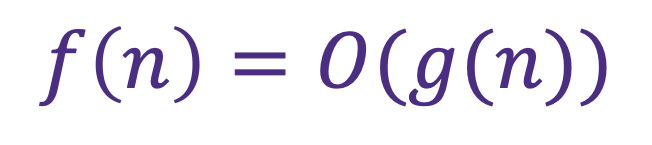 f(n) = O(g(n))